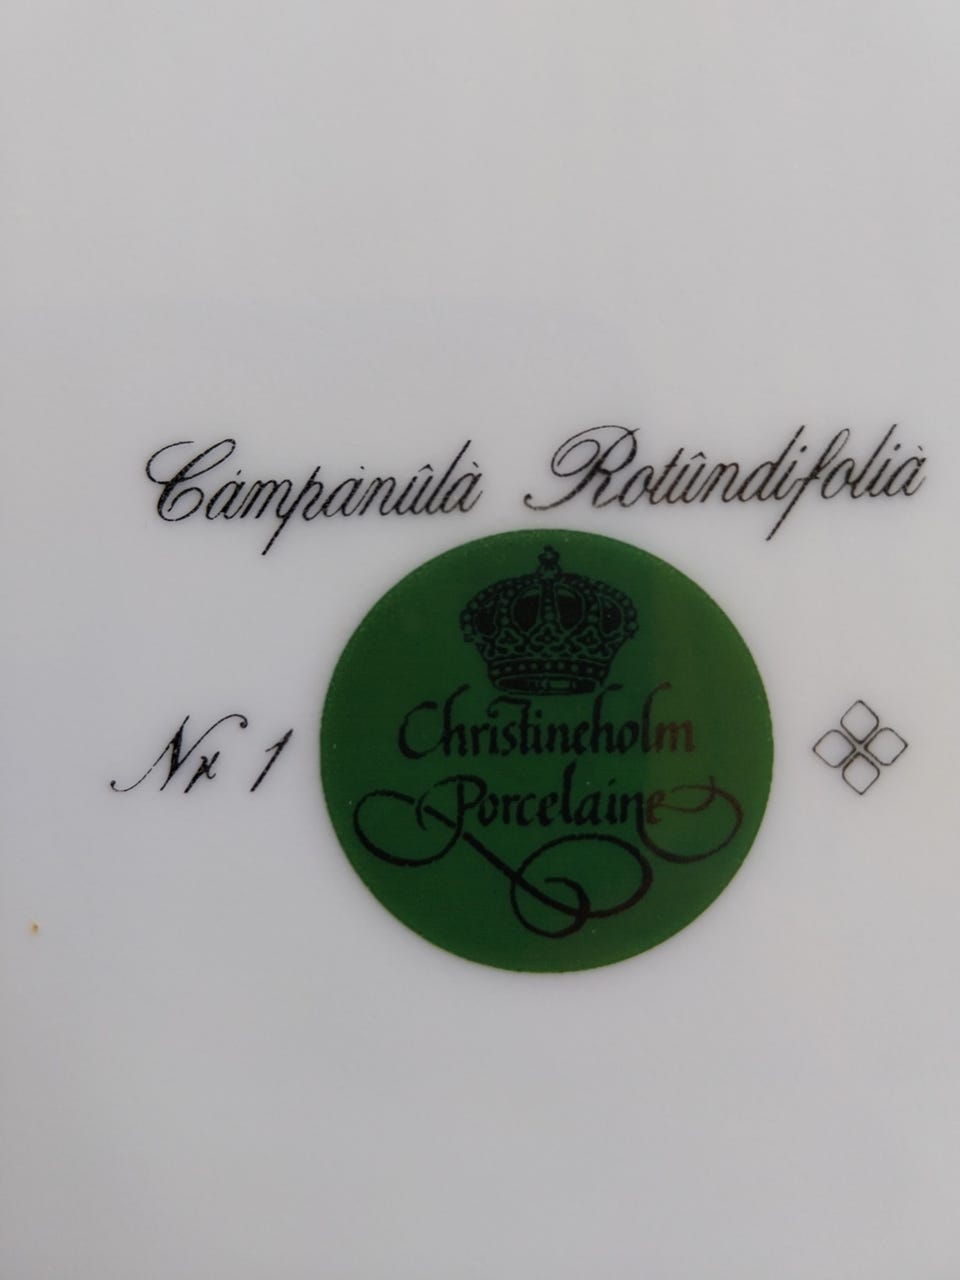 Càmpànûlà Rotûndifolià
Nr 1
Christineholm
Porcelaine